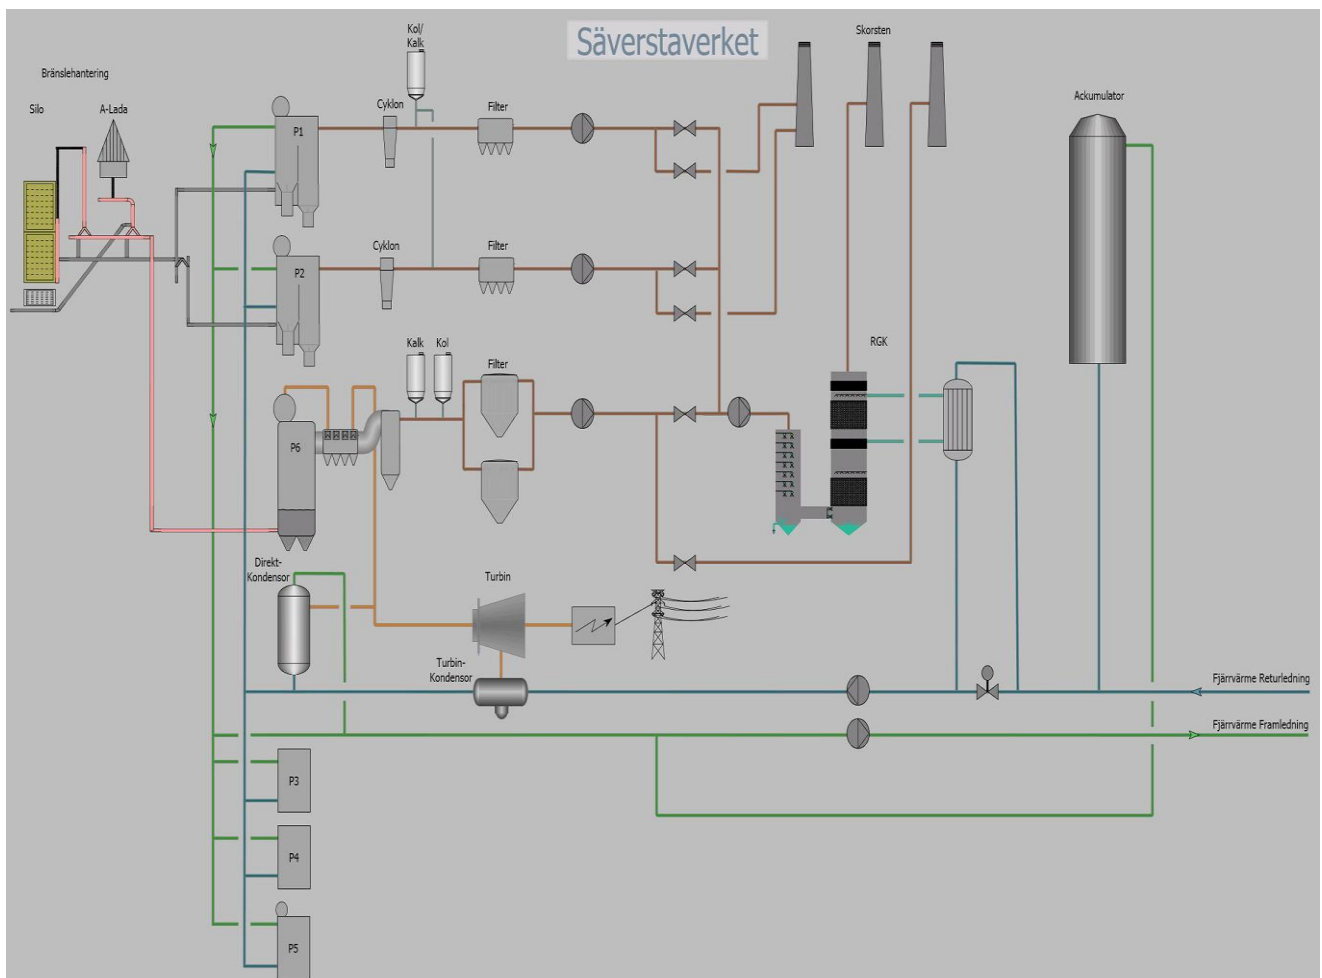 Säverstaverket
Kol/
Kalk
Skorsten
Bränslehantering
Silo
A-Lada
Cyklon
Filter
Ackumulator
P1
Cyklon
Filter
P2
Kalk
Kol
Filter
RGK
P6
Direkt-
Kondensor
Turbin
Turbin-
Kondensor
Fjärrvärme Returledning
Fjärrvärme Framledning
P3
P4
P5